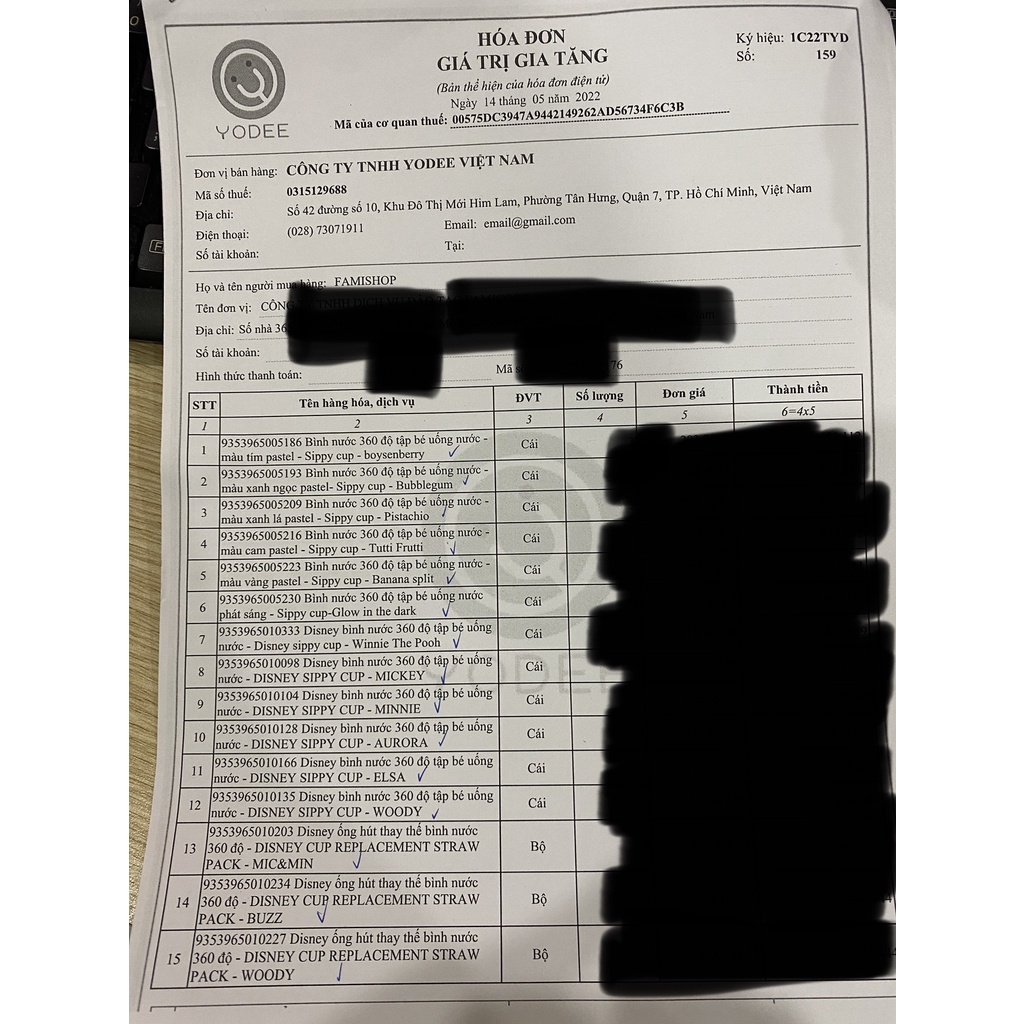 YODEE
HÓA ĐƠN
GIÁ TRỊ GIA TĂNG
(Bản thể hiện của hóa đơn điện tử)
Ngày 14 tháng 05 năm 2022
Mã của cơ quan thuế: 00575DC3947A9442149262AD56734F6C3B
Ký hiệu: 1C22TYD
Số: 159
Đơn vị bán hàng: CÔNG TY TNHH YODEE VIỆT NAM
Mã số thuế: 0315129688
Địa chỉ: Số 42 đường số 10, Khu Đô Thị Mới Him Lam, Phường Tân Hưng, Quận 7, TP. Hồ Chí Minh, Việt Nam
Điện thoại: (028) 73071911 Email: email@gmail.com
Số tài khoản: Tại:
Họ và tên người mua hàng: FAMISHOP
Tên đơn vị: CÔNG
Địa chỉ: Số nhà 36
Số tài khoản:
Hình thức thanh toán: Mã 76
STT Tên hàng hóa, dịch vụ ĐVT Số lượng Đơn giá Thành tiền
1 2 3 4 5 6=4x5
1 9353965005186 Bình nước 360 độ tập bé uống nước - Cái
màu tím pastel - Sippy cup - boysenberry
2 9353965005193 Bình nước 360 độ tập bé uống nước - Cái
màu xanh ngọc pastel- Sippy cup - Bubblegum
3 9353965005209 Bình nước 360 độ tập bé uống nước - Cái
màu xanh lá pastel - Sippy cup - Pistachio
4 9353965005216 Bình nước 360 độ tập bé uống nước - Cái
màu cam pastel - Sippy cup - Tutti Frutti
5 9353965005223 Bình nước 360 độ tập bé uống nước - Cái
màu vàng pastel - Sippy cup - Banana split
6 9353965005230 Bình nước 360 độ tập bé uống nước Cái
phát sáng - Sippy cup-Glow in the dark
7 9353965010333 Disney bình nước 360 độ tập bé uống Cái
nước - Disney sippy cup - Winnie The Pooh
8 9353965010098 Disney bình nước 360 độ tập bé uống Cái
nước - DISNEY SIPPY CUP - MICKEY
9 9353965010104 Disney bình nước 360 độ tập bé uống Cái
nước - DISNEY SIPPY CUP - MINNIE
10 9353965010128 Disney bình nước 360 độ tập bé uống Cái
nước - DISNEY SIPPY CUP - AURORA
11 9353965010166 Disney bình nước 360 độ tập bé uống Cái
nước - DISNEY SIPPY CUP - ELSA
12 9353965010135 Disney bình nước 360 độ tập bé uống Cái
nước - DISNEY SIPPY CUP - WOODY
13 9353965010203 Disney ống hút thay thế bình nước Bộ
360 độ - DISNEY CUP REPLACEMENT STRAW
PACK - MIC&MIN
14 9353965010234 Disney ống hút thay thế bình nước Bộ
360 độ - DISNEY CUP REPLACEMENT STRAW
PACK - BUZZ
15 9353965010227 Disney ống hút thay thế bình nước Bộ
360 độ - DISNEY CUP REPLACEMENT STRAW
PACK - WOODY